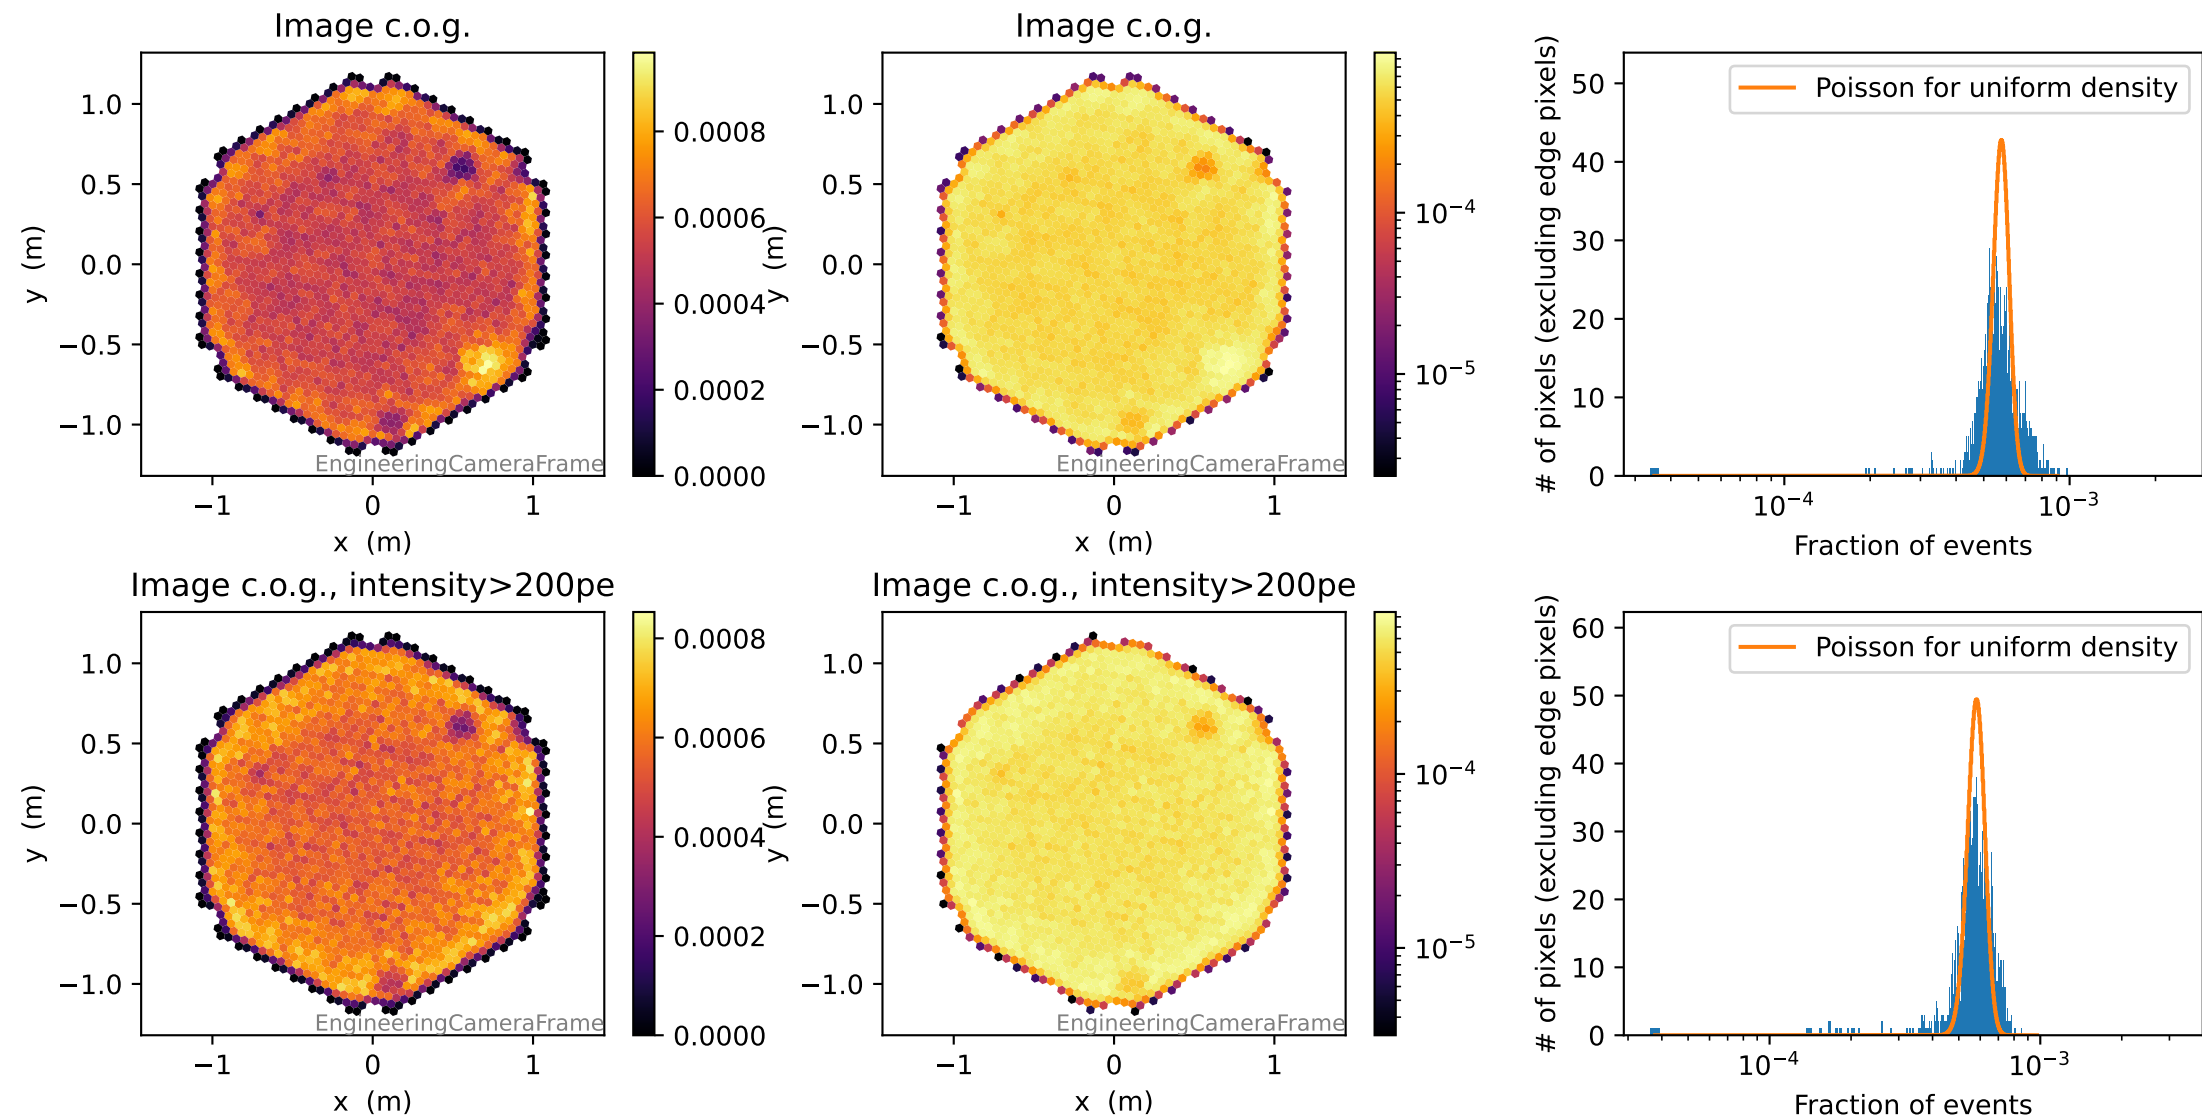 Image c.o.g.
y (m)
1.0
0.5
0.0
−0.5
−1.0
−1
0
1
x (m)
EngineeringCameraFrame
0.0008
0.0006
0.0004
0.0002
0.0000
Image c.o.g.
y (m)
1.0
0.5
0.0
−0.5
−1.0
−1
0
1
x (m)
EngineeringCameraFrame
10⁻⁴
10⁻⁵
# of pixels (excluding edge pixels)
50
40
30
20
10
0
Poisson for uniform density
10⁻⁴
10⁻³
Fraction of events
Image c.o.g., intensity>200pe
y (m)
1.0
0.5
0.0
−0.5
−1.0
−1
0
1
x (m)
EngineeringCameraFrame
0.0008
0.0006
0.0004
0.0002
0.0000
Image c.o.g., intensity>200pe
y (m)
1.0
0.5
0.0
−0.5
−1.0
−1
0
1
x (m)
EngineeringCameraFrame
10⁻⁴
10⁻⁵
# of pixels (excluding edge pixels)
60
50
40
30
20
10
0
Poisson for uniform density
10⁻⁴
10⁻³
Fraction of events